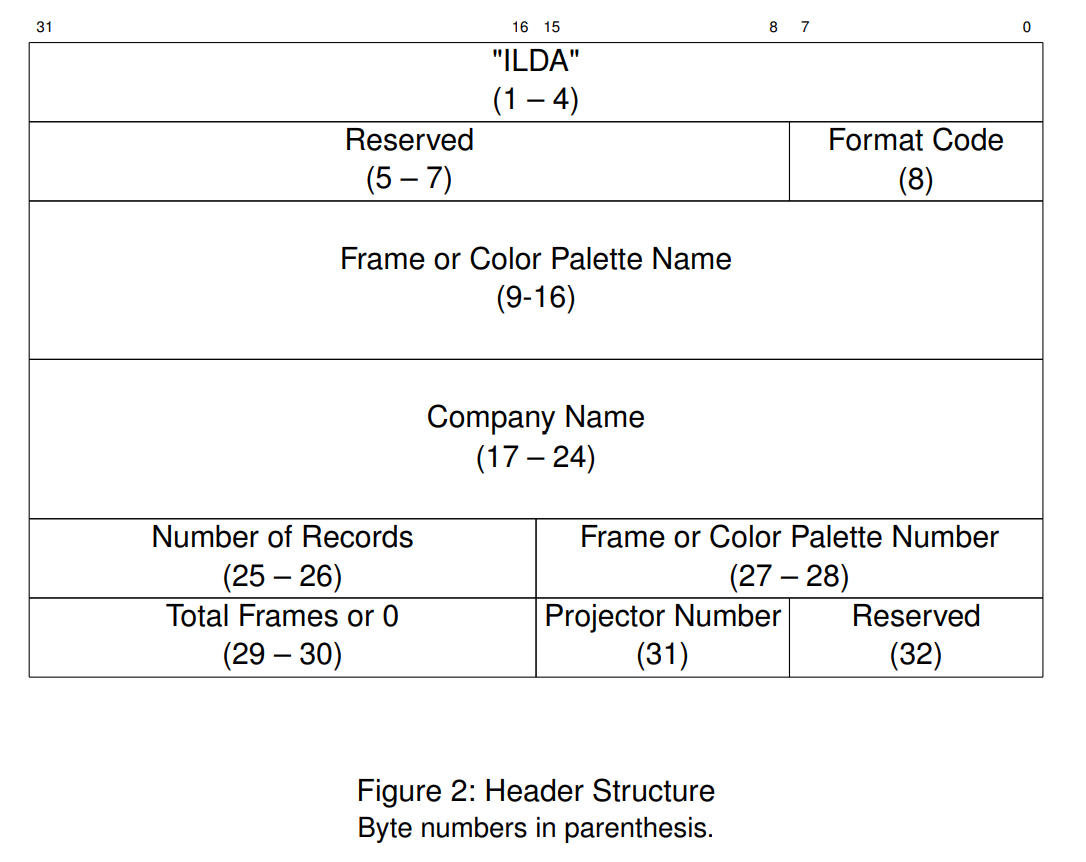 31 16 15 8 7 0
"ILDA"
(1 – 4)
Reserved Format Code
(5 – 7) (8)
Frame or Color Palette Name
(9-16)
Company Name
(17 – 24)
Number of Records Frame or Color Palette Number
(25 – 26) (27 – 28)
Total Frames or 0 Projector Number Reserved
(29 – 30) (31) (32)
Figure 2: Header Structure
Byte numbers in parenthesis.